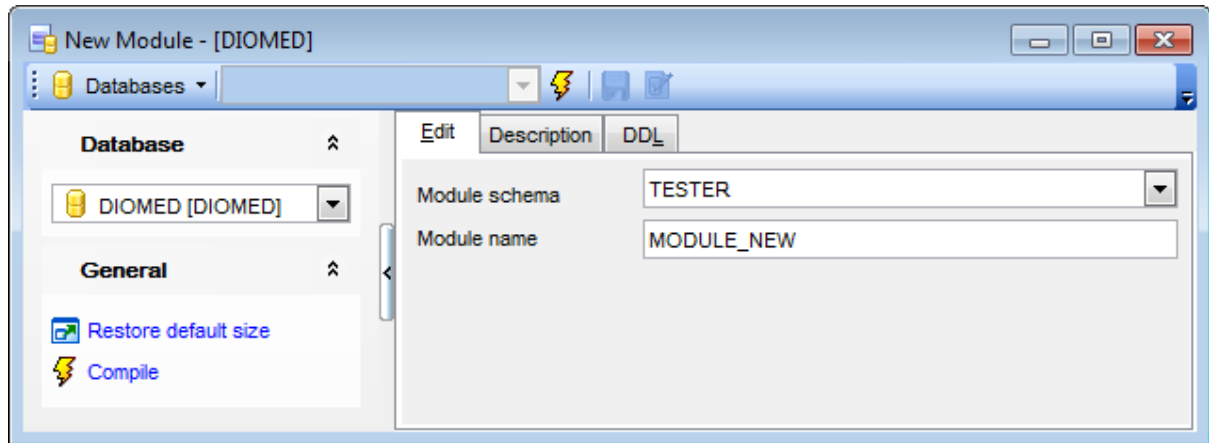 New Module - [DIOMED]
Databases
Database
DIOMED [DIOMED]
General
Restore default size
Compile
Edit Description DDL
Module schema TESTER
Module name MODULE_NEW